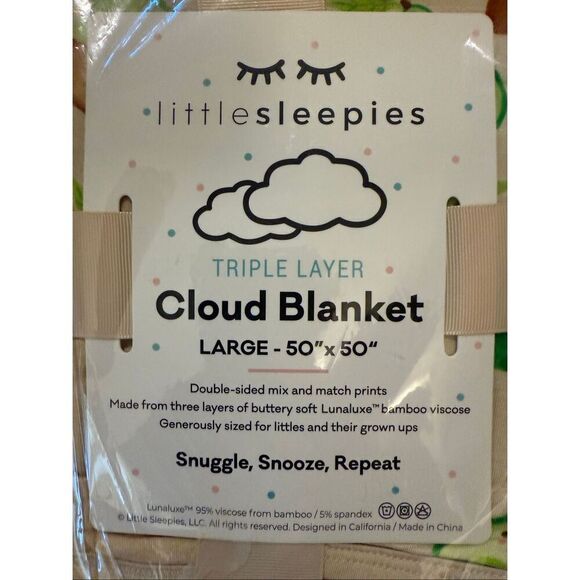 littlesleepies
TRIPLE LAYER
Cloud Blanket
LARGE - 50”x 50“
Double-sided mix and match prints
Made from three layers of buttery soft Lunaluxe™ bamboo viscose
Generously sized for littles and their grown ups
Snuggle, Snooze, Repeat
Lunaluxe™ 95% viscose from bamboo / 5% spandex
© Little Sleepies, LLC. All rights reserved. Designed in California / Made in China